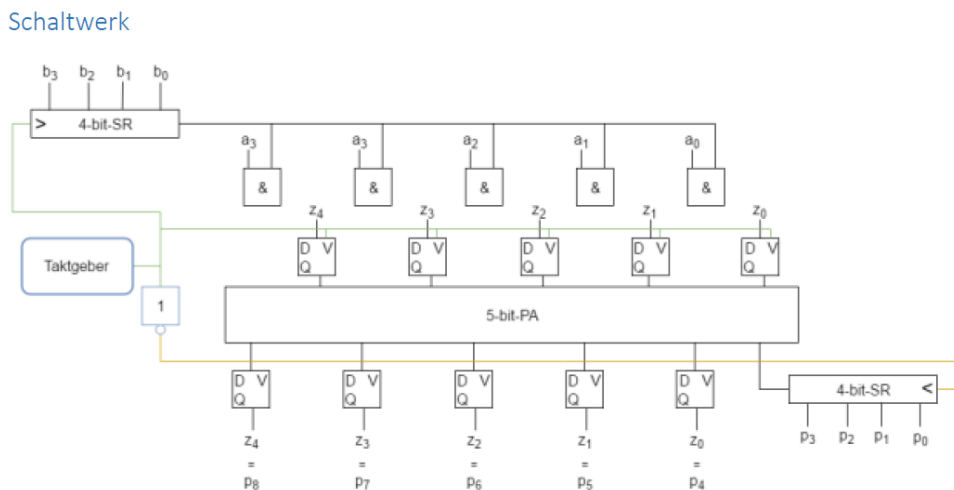 Schaltwerk
b₃ b₂ b₁ b₀
> 4-bit-SR
a₃ a₃ a₂ a₁ a₀
& & & & &
z₄ z₃ z₂ z₁ z₀
D V D V D V D V D V
Q Q Q Q Q
Taktgeber
1
5-bit-PA
D V D V D V D V D V
Q Q Q Q Q
4-bit-SR <
p₃ p₂ p₁ p₀
z₄ z₃ z₂ z₁ z₀
= = = = =
p₈ p₇ p₆ p₅ p₄